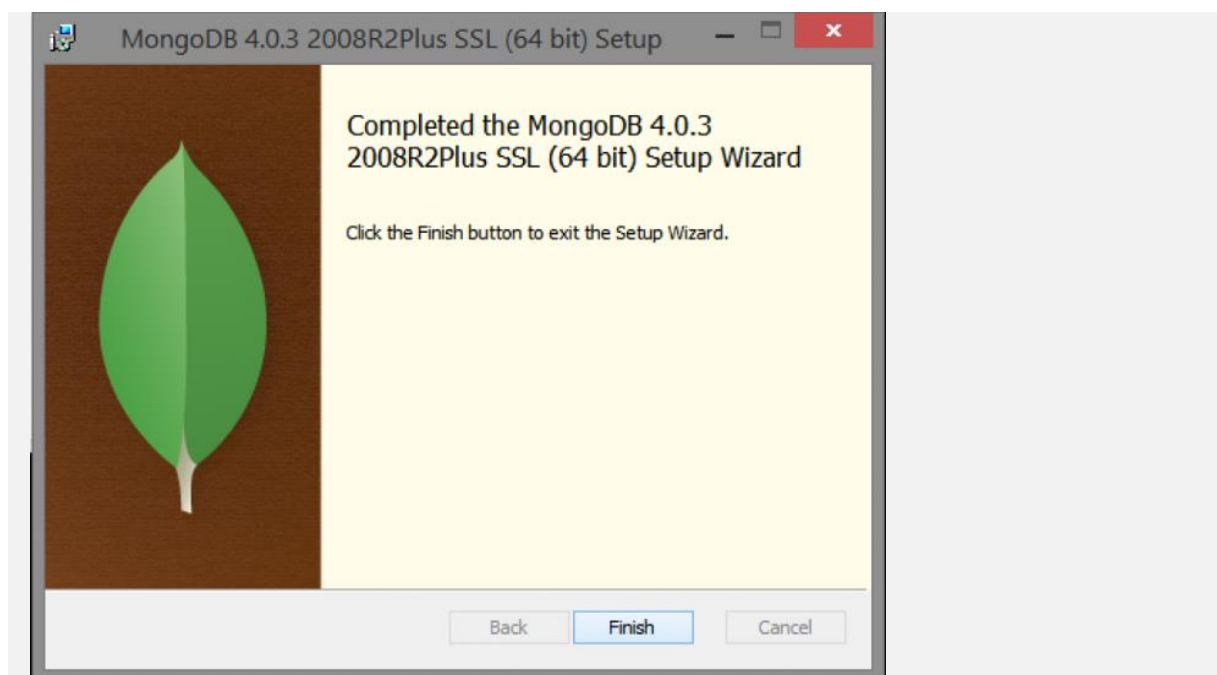 MongoDB 4.0.3 2008R2Plus SSL (64 bit) Setup
Completed the MongoDB 4.0.3
2008R2Plus SSL (64 bit) Setup Wizard
Click the Finish button to exit the Setup Wizard.
Back Finish Cancel